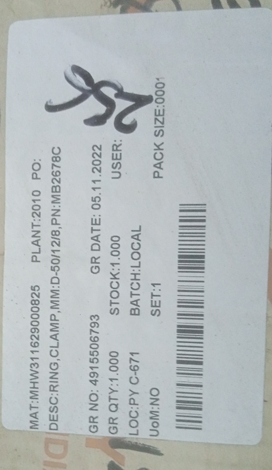 MAT:MHW311629000825 PLANT:2010 PO:
DESC:RING,CLAMP,MM:D-50/12/8,PN:MB2678C
GR NO: 4915506793 GR DATE: 05.11.2022
GR QTY:1.000 STOCK:1.000 USER:
LOC:PY C-671 BATCH:LOCAL
UoM:NO SET:1 PACK SIZE:0001